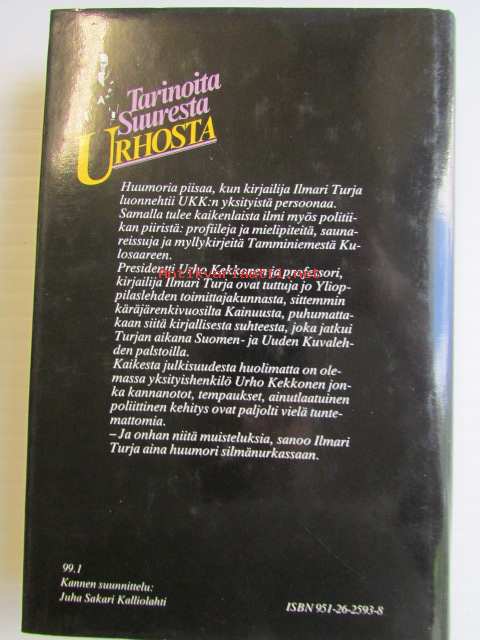 Tarinoita
Suuresta
URHOSTA
Huumoria piisaa, kun kirjailija Ilmari Turja
luonnehtii UKK:n yksityistä persoonaa.
Samalla tulee kaikenlaista ilmi myös politii-
kan piiristä: profiileja ja mielipiteitä, sauna-
reissuja ja myllykirjeitä Tamminiemestä Ku-
losaareen.
Presidentti Urho Kekkonen ja professori,
kirjailija Ilmari Turja ovat tuttuja jo Yliop-
pilaslehden toimittajakunnasta, sittemmin
käräjärenkivuosilta Kainuusta, puhumatta-
kaan siitä kirjallisesta suhteesta, joka jatkui
Turjan aikana Suomen- ja Uuden Kuvaleh-
den palstoilla.
Kaikesta julkisuudesta huolimatta on ole-
massa yksityishenkilö Urho Kekkonen jon-
ka kannanotot, tempaukset, ainutlaatuinen
poliittinen kehitys ovat paljolti vielä tunte-
mattomia.
–Ja onhan niitä muisteluksia, sanoo Ilmari
Turja aina huumori silmänurkassaan.
99.1
Kannen suunnittelu:
Juha Sakari Kalliolahti
ISBN 951-26-2593-8